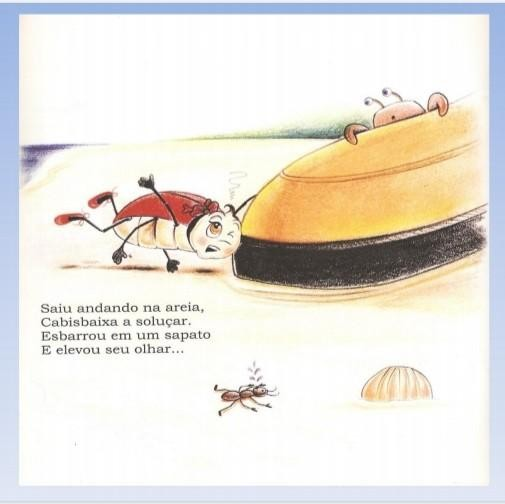 Saiu andando na areia,
Cabisbaixa a soluçar.
Esbarrou em um sapato
E elevou seu olhar...